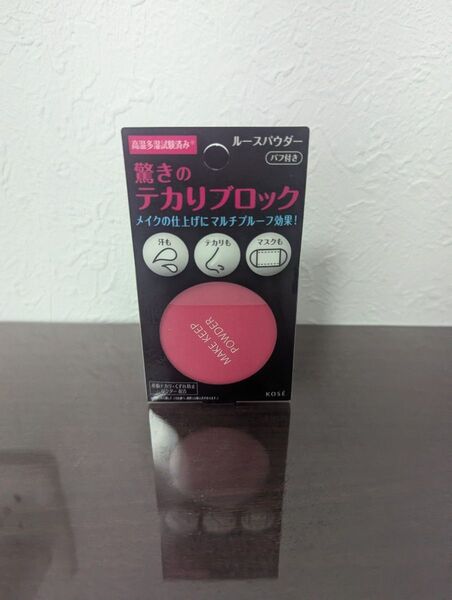 高温多湿試験済み※
ルースパウダー
パフ付き
驚きの
テカりブロック
メイクの仕上げにマルチプルーフ効果!
汗も
テカりも
マスクも
MAKE KEEP
POWDER
KOSÉ